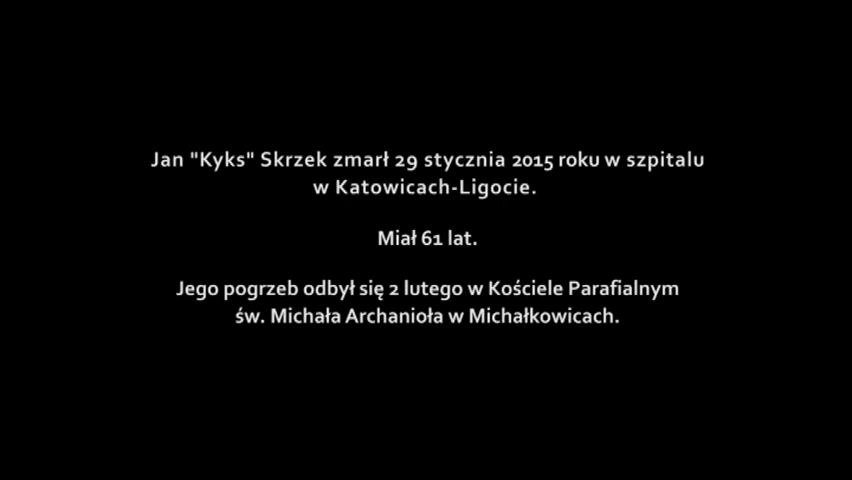 Jan "Kyks" Skrzek zmarł 29 stycznia 2015 roku w szpitalu
w Katowicach-Ligocie.
Miał 61 lat.
Jego pogrzeb odbył się 2 lutego w Kościele Parafialnym
św. Michała Archanioła w Michałkowicach.